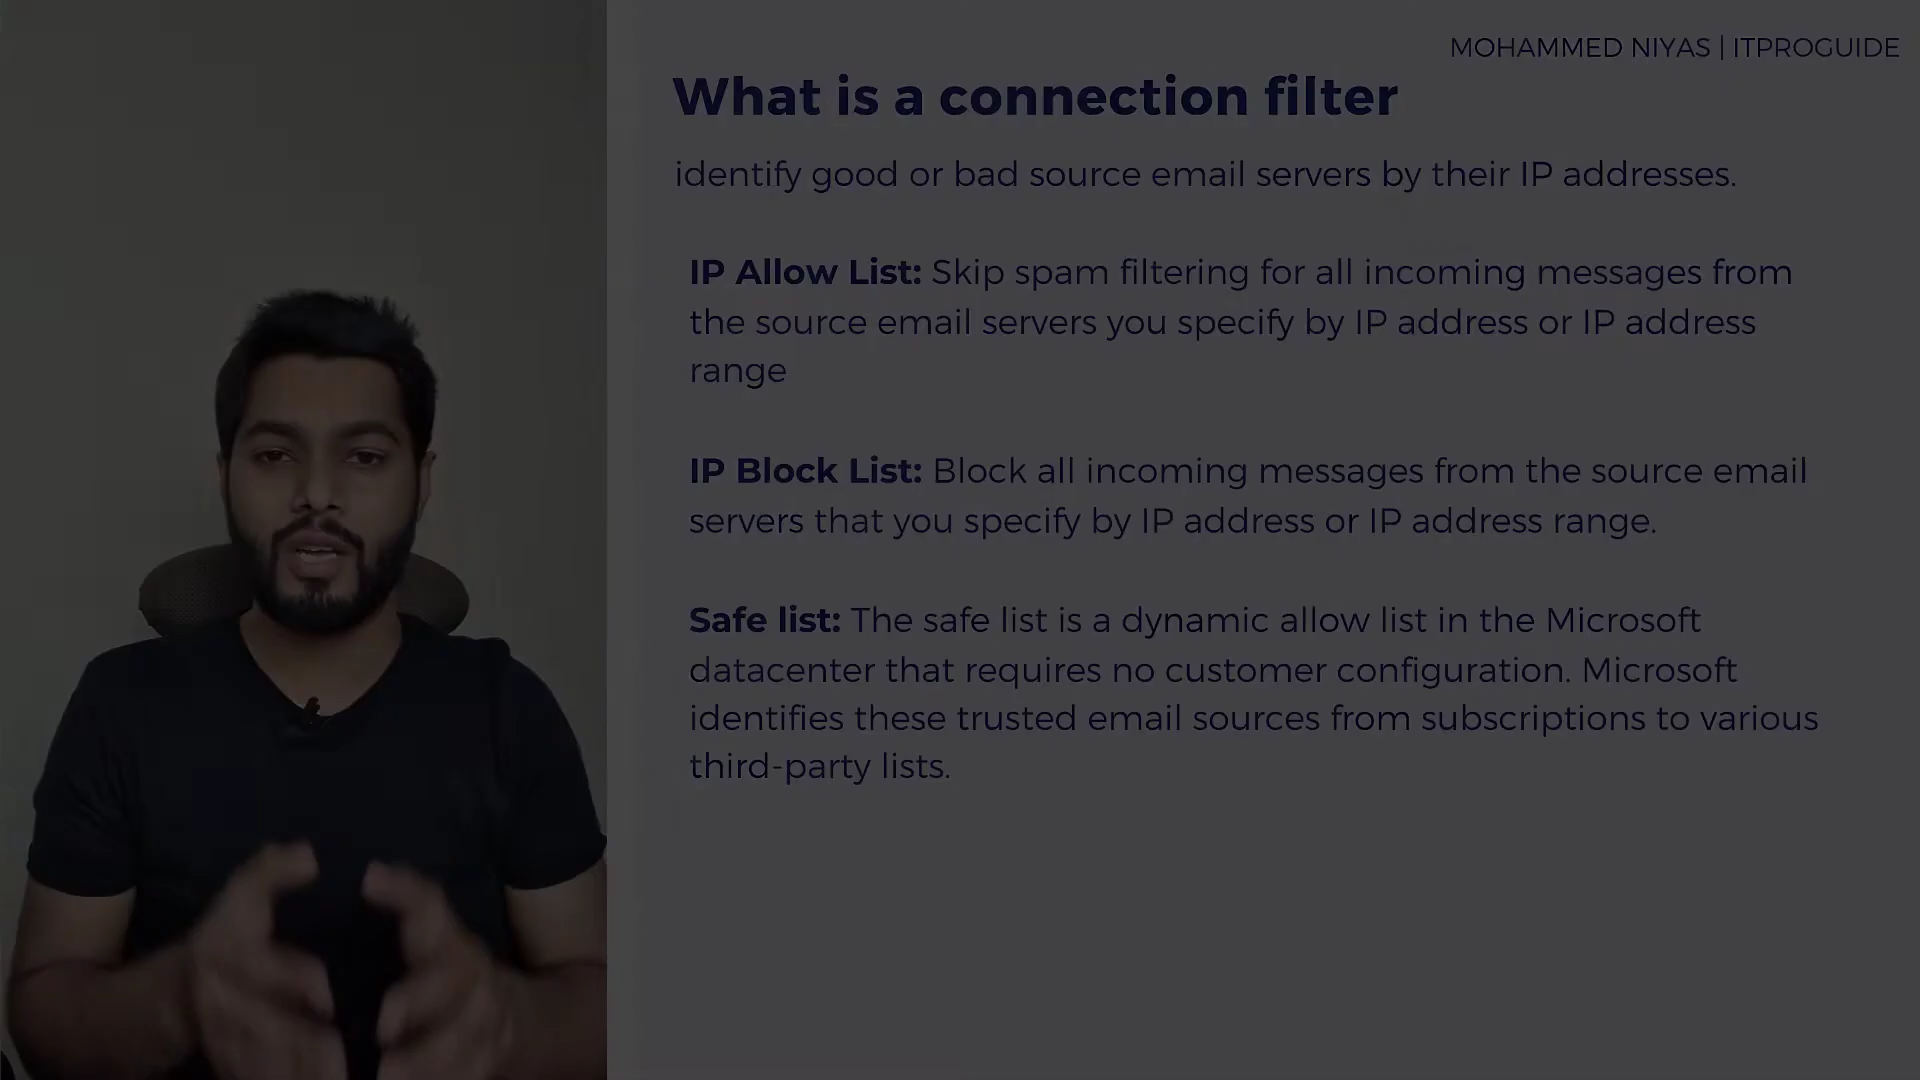 MOHAMMED NIYAS | ITPROGUIDE
What is a connection filter
identify good or bad source email servers by their IP addresses.
IP Allow List: Skip spam filtering for all incoming messages from
the source email servers you specify by IP address or IP address
range
IP Block List: Block all incoming messages from the source email
servers that you specify by IP address or IP address range.
Safe list: The safe list is a dynamic allow list in the Microsoft
datacenter that requires no customer configuration. Microsoft
identifies these trusted email sources from subscriptions to various
third-party lists.